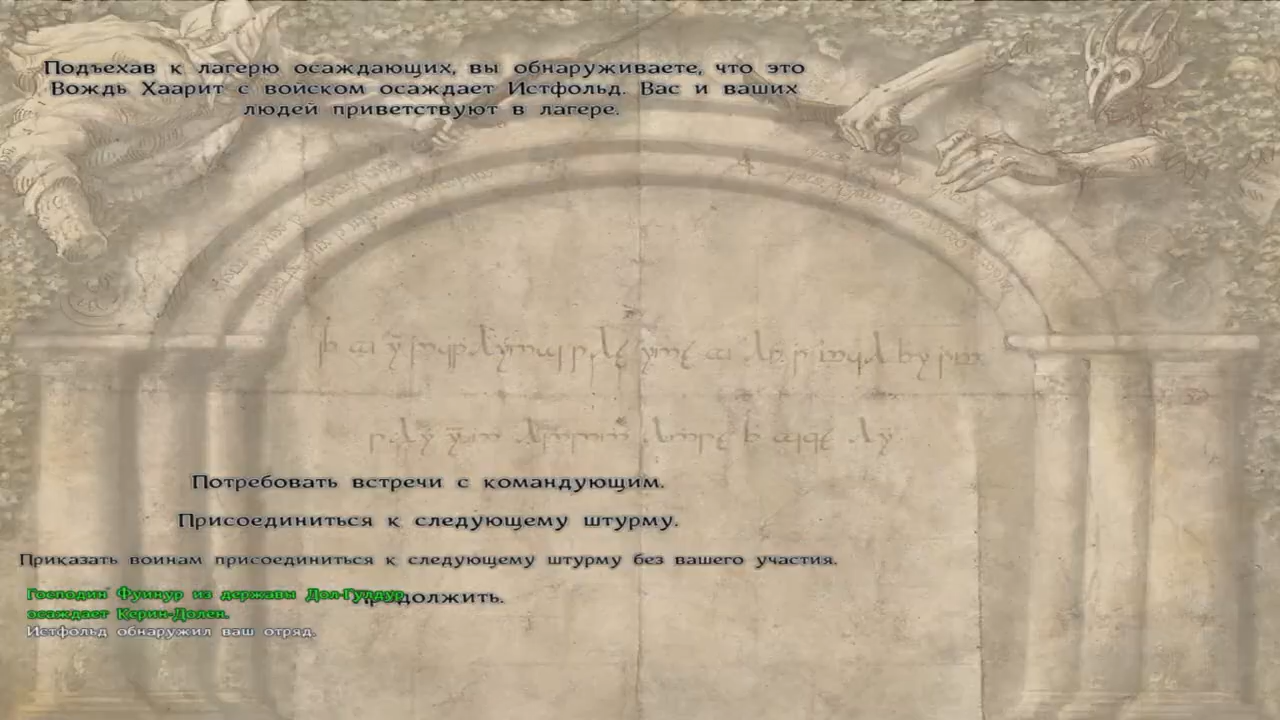 Подъехав к лагерю осаждающих, вы обнаруживаете, что это
Вождь Хаарит с войском осаждает Истфольд. Вас и ваших
людей приветствуют в лагере.
Потребовать встречи с командующим.
Присоединиться к следующему штурму.
Приказать воинам присоединиться к следующему штурму без вашего участия.
Господин Фуинур из державы Дол-Гулдур
Продолжить.
осаждает Керин-Долен.
Истфольд обнаружил ваш отряд.